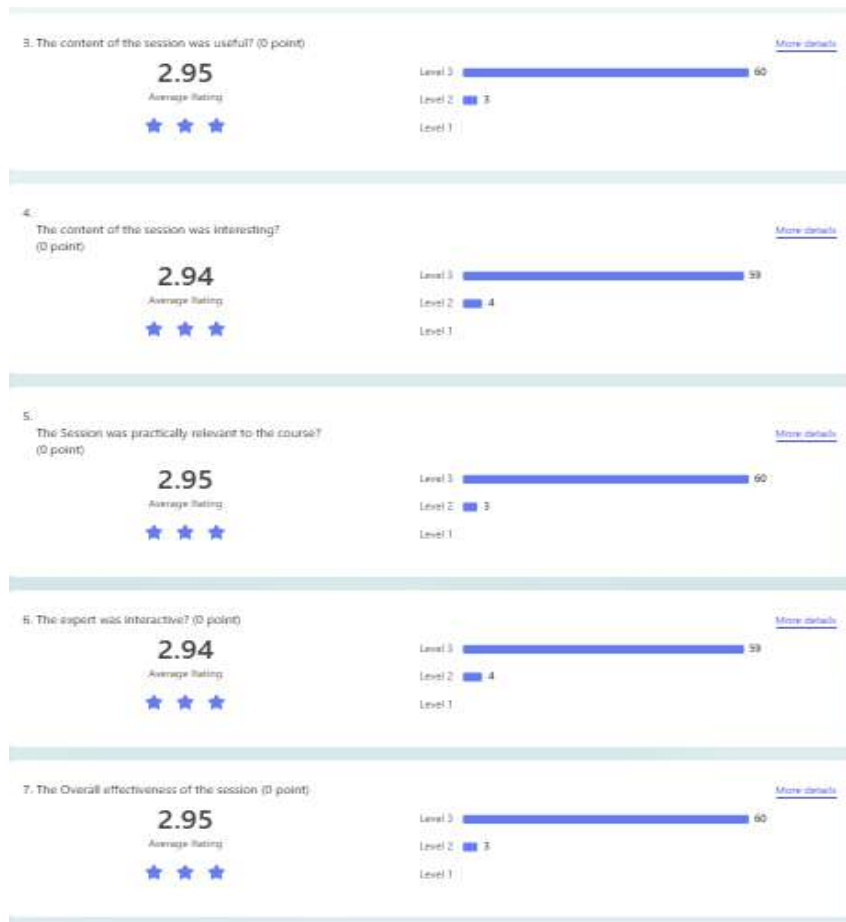 3. The content of the session was useful? (0 point)
More details
2.95
Average Rating
Level 3
60
Level 2
3
Level 1
4.
The content of the session was interesting?
(0 point)
More details
2.94
Average Rating
Level 3
59
Level 2
4
Level 1
5.
The Session was practically relevant to the course?
(0 point)
More details
2.95
Average Rating
Level 3
60
Level 2
3
Level 1
6. The expert was interactive? (0 point)
More details
2.94
Average Rating
Level 3
59
Level 2
4
Level 1
7. The Overall effectiveness of the session (0 point)
More details
2.95
Average Rating
Level 3
60
Level 2
3
Level 1